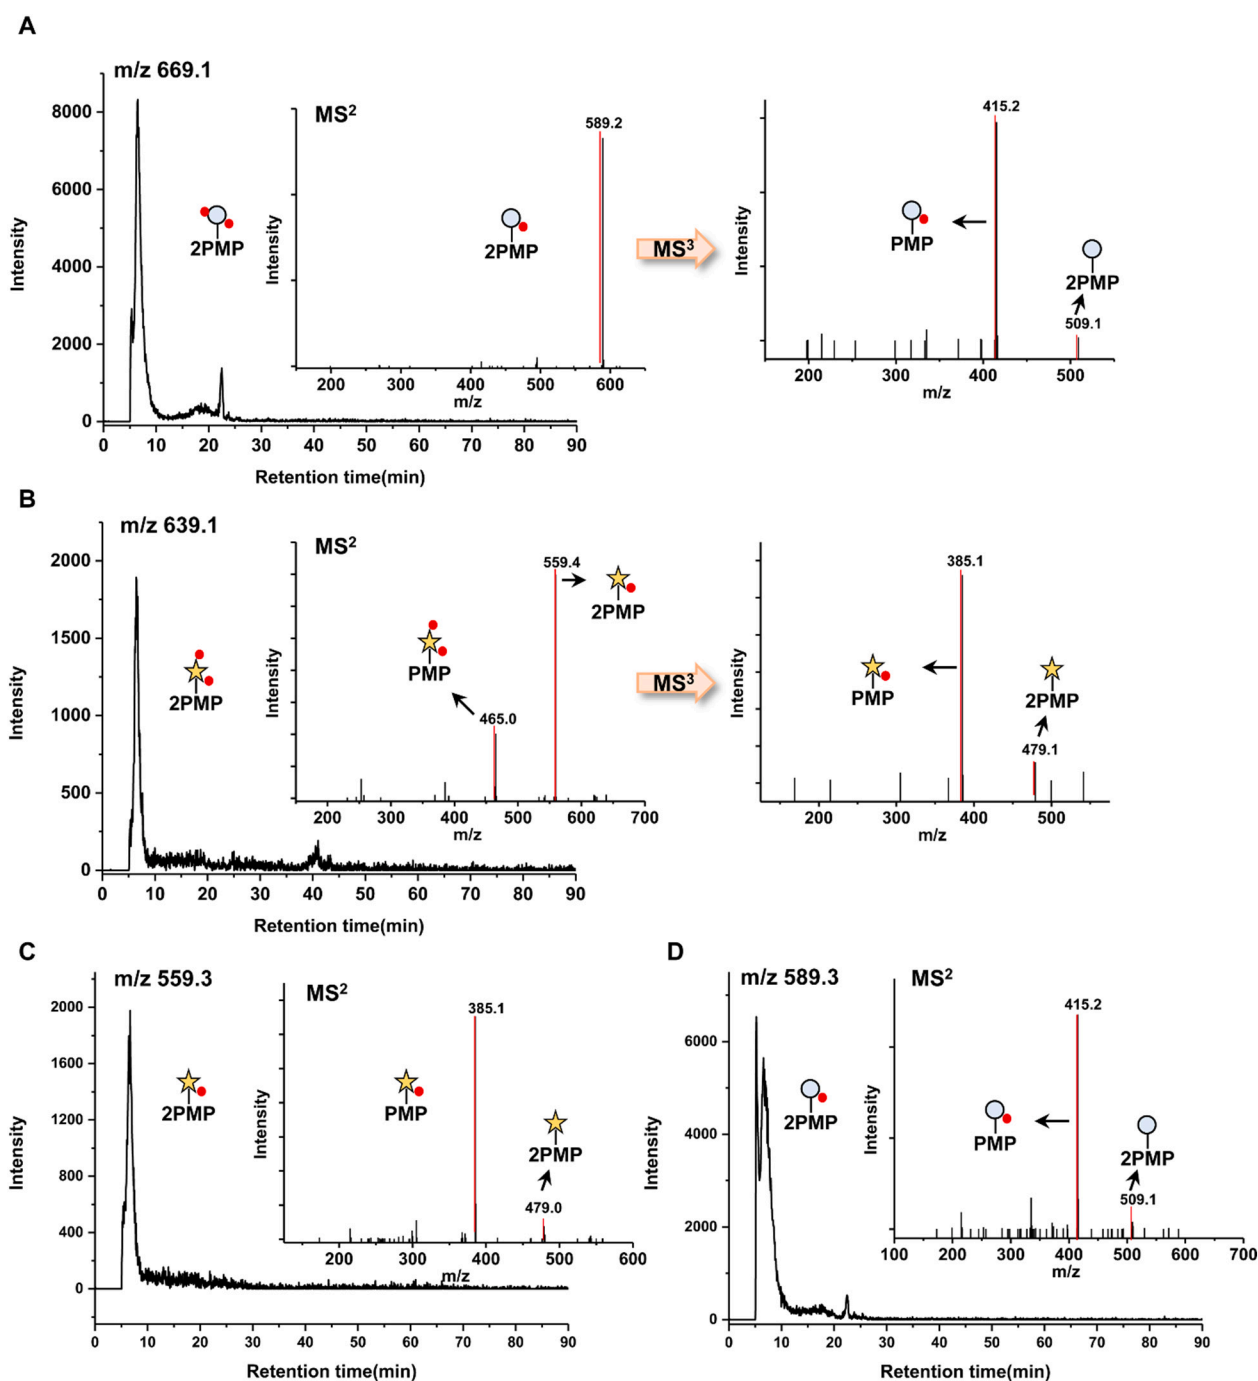 A
m/z 669.1
MS²
589.2
2PMP
2PMP
MS³
415.2
PMP
2PMP
509.1
Intensity
8000
6000
4000
2000
0
Intensity
200 300 400 500 600
m/z
Intensity
200 300 400 500
m/z
0 10 20 30 40 50 60 70 80 90
Retention time(min)
B
m/z 639.1
MS²
559.4
2PMP
PMP
465.0
2PMP
MS³
385.1
PMP
2PMP
479.1
Intensity
2000
1500
1000
500
0
Intensity
200 300 400 500 600 700
m/z
Intensity
200 300 400 500
m/z
0 10 20 30 40 50 60 70 80 90
Retention time(min)
C
m/z 559.3
MS²
385.1
2PMP
PMP
2PMP
479.0
Intensity
2000
1600
1200
800
400
0
Intensity
200 300 400 500 600
m/z
0 10 20 30 40 50 60 70 80 90
Retention time(min)
D
m/z 589.3
MS²
415.2
2PMP
PMP
2PMP
509.1
Intensity
6000
4000
2000
0
Intensity
100 200 300 400 500 600 700
m/z
0 10 20 30 40 50 60 70 80 90
Retention time(min)